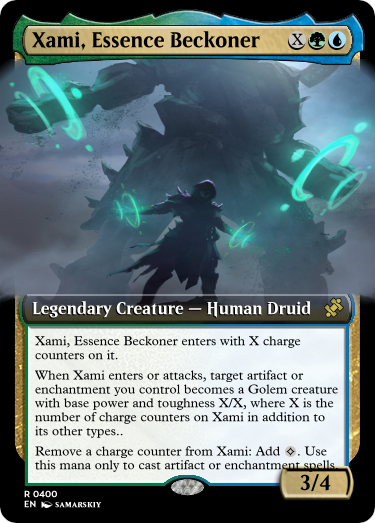 Xami, Essence Beckoner X
Legendary Creature — Human Druid
Xami, Essence Beckoner enters with X charge
counters on it.
When Xami enters or attacks, target artifact or
enchantment you control becomes a Golem creature
with base power and toughness X/X, where X is
the number of charge counters on Xami in addition
to its other types..
Remove a charge counter from Xami: Add . Use
this mana only to cast artifact or enchantment spells.
3/4
R 0400
EN SAMARSKIY